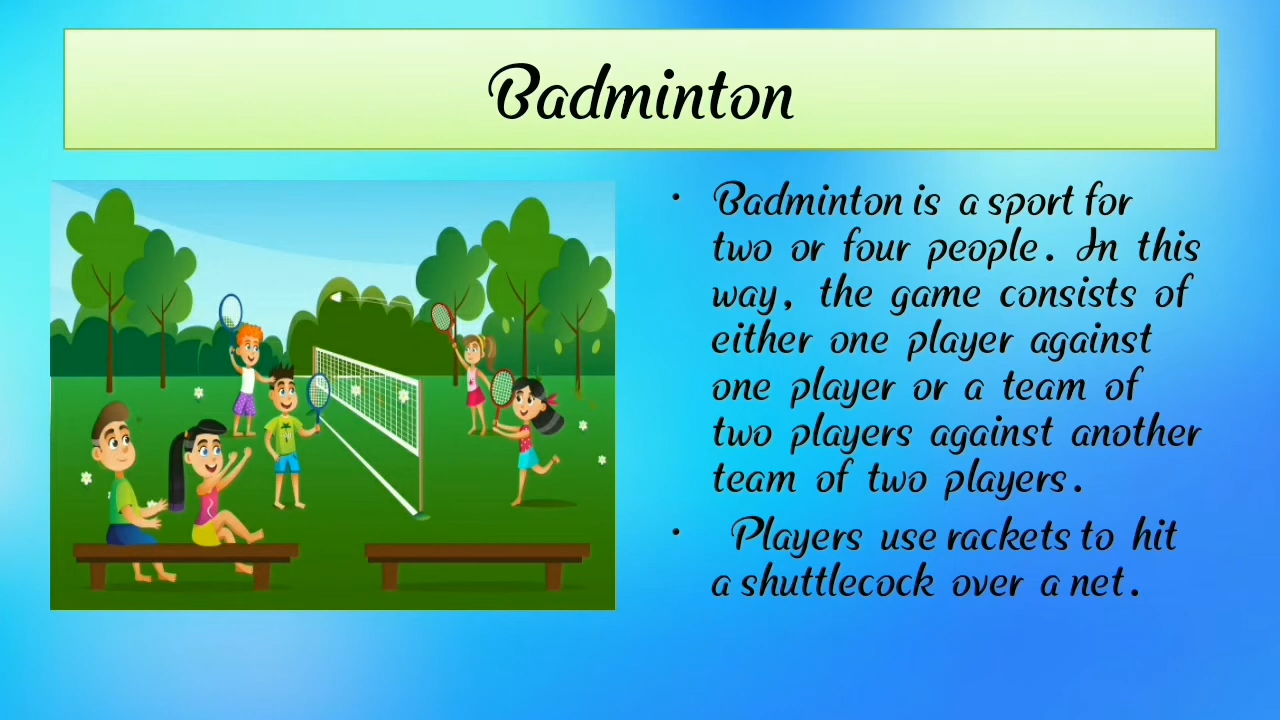 Badminton
• Badminton is a sport for
two or four people. In this
way, the game consists of
either one player against
one player or a team of
two players against another
team of two players.
• Players use rackets to hit
a shuttlecock over a net.